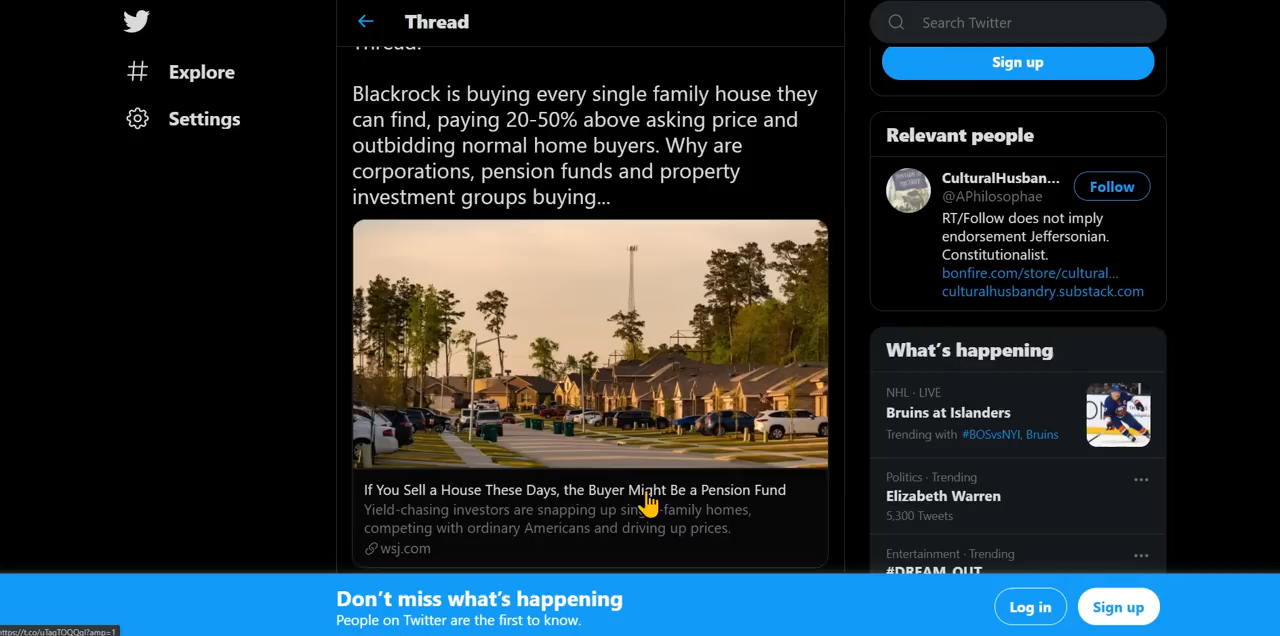 Thread
Search Twitter
Explore
Settings
Thread:
Blackrock is buying every single family house they
can find, paying 20-50% above asking price and
outbidding normal home buyers. Why are
corporations, pension funds and property
investment groups buying...
If You Sell a House These Days, the Buyer Might Be a Pension Fund
Yield-chasing investors are snapping up single-family homes,
competing with ordinary Americans and driving up prices.
wsj.com
Sign up
Relevant people
CulturalHusban...
Follow
@APhilosophae
RT/Follow does not imply
endorsement Jeffersonian.
Constitutionalist.
bonfire.com/store/cultural...
culturalhusbandry.substack.com
What's happening
NHL · LIVE
Bruins at Islanders
Trending with #BOSvsNYI, Bruins
Politics · Trending
Elizabeth Warren
5,300 Tweets
Entertainment · Trending
#DREAM_OUT
Don't miss what's happening
People on Twitter are the first to know.
Log in
Sign up